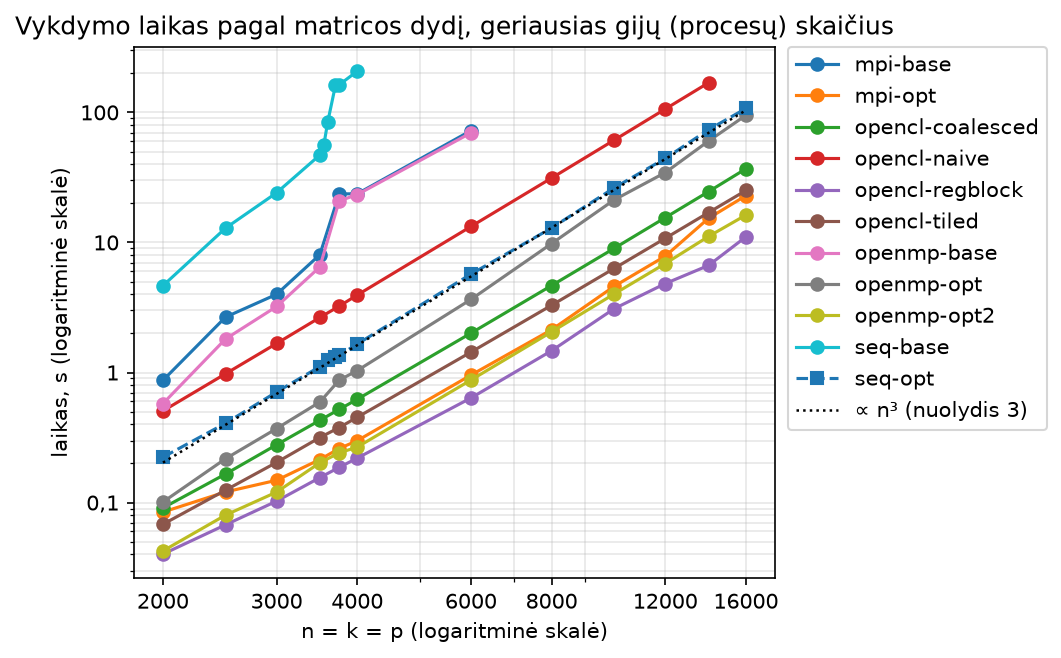 Vykdymo laikas pagal matricos dydį, geriausias gijų (procesų) skaičius
laikas, s (logaritminė skalė)
100
10
1
0,1
2000
3000
4000
6000
8000
12000
16000
n = k = p (logaritminė skalė)
mpi-base
mpi-opt
opencl-coalesced
opencl-naive
opencl-regblock
opencl-tiled
openmp-base
openmp-opt
openmp-opt2
seq-base
seq-opt
∝ n³ (nuolydis 3)